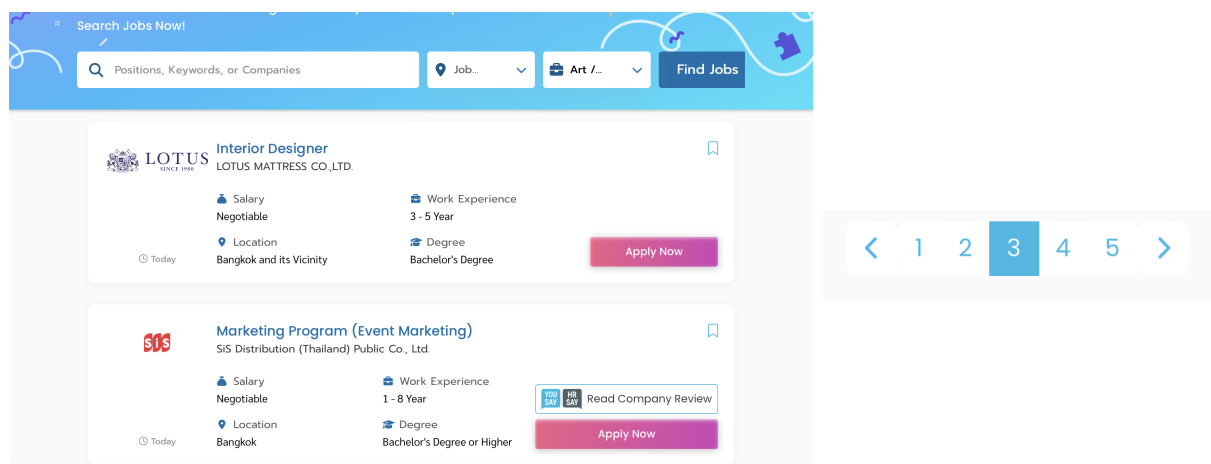 Search Jobs Now!
Positions, Keywords, or Companies
Job...
Art /...
Find Jobs
LOTUS
SINCE 1980
Interior Designer
LOTUS MATTRESS CO.,LTD.
Salary
Work Experience
Negotiable
3 - 5 Year
Location
Degree
Today
Bangkok and its Vicinity
Bachelor's Degree
Apply Now
SiS
Marketing Program (Event Marketing)
SiS Distribution (Thailand) Public Co., Ltd.
Salary
Work Experience
Negotiable
1 - 8 Year
YOU SAY HR SAY Read Company Review
Location
Degree
Today
Bangkok
Bachelor's Degree or Higher
Apply Now
1 2 3 4 5